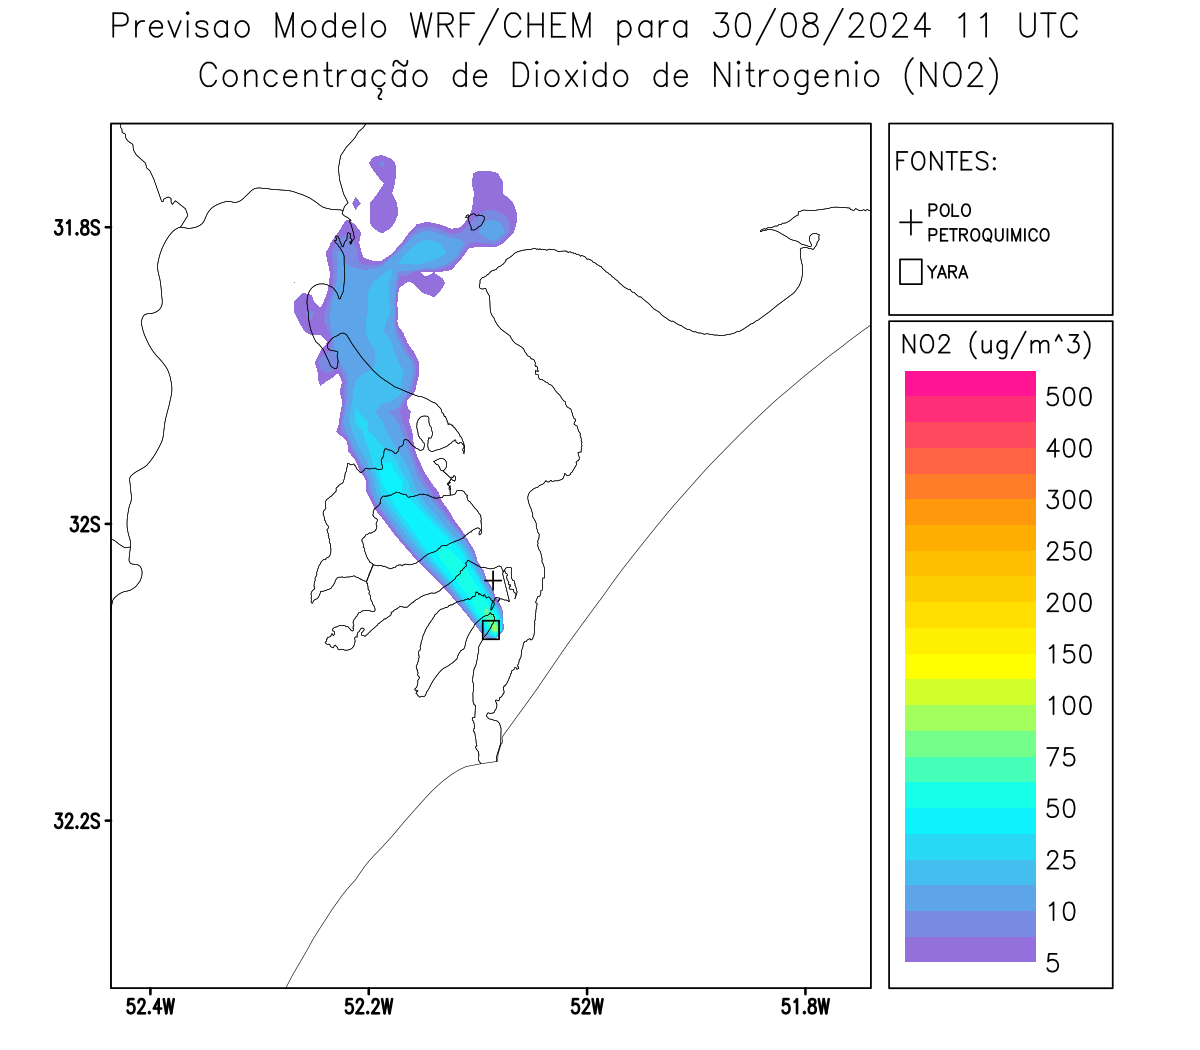 Previsao Modelo WRF/CHEM para 30/08/2024 11 UTC
Concentração de Dioxido de Nitrogenio (NO2)
FONTES:
POLO
PETROQUIMICO
YARA
NO2 (ug/m^3)
500
400
300
250
200
150
100
75
50
25
10
5
31.8S
32S
32.2S
52.4W 52.2W 52W 51.8W